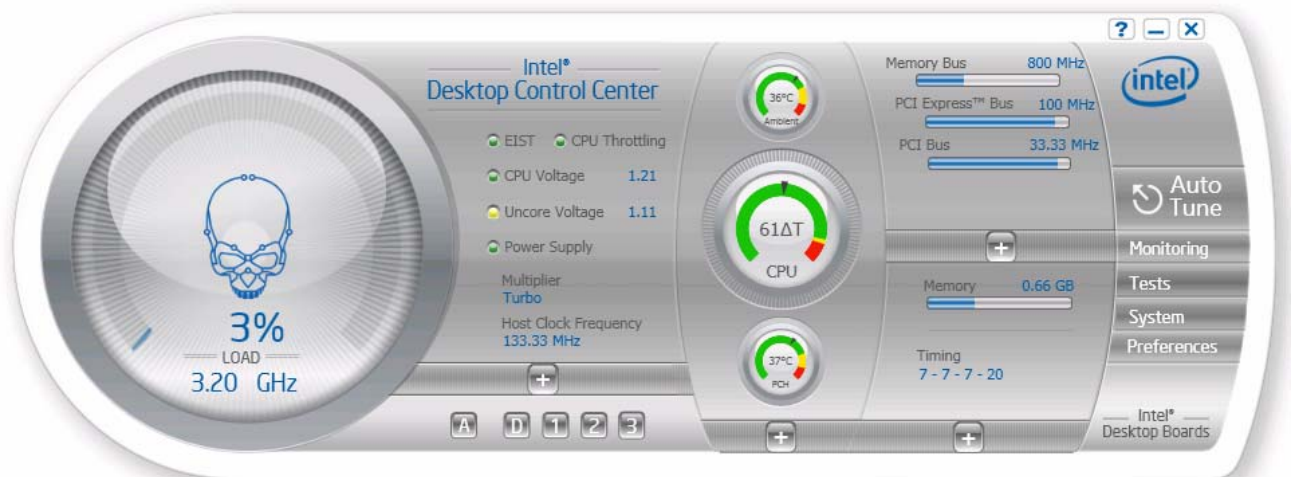 ?
intel
Intel®
Desktop Control Center
EIST CPU Throttling
CPU Voltage 1.21
Uncore Voltage 1.11
Power Supply
Multiplier
Turbo
Host Clock Frequency
133.33 MHz
3%
LOAD
3.20 GHz
A D 1 2 3
36°C
Ambient
61ΔT
CPU
37°C
PCH
Memory Bus 800 MHz
PCI Express™ Bus 100 MHz
PCI Bus 33.33 MHz
Memory 0.66 GB
Timing
7 - 7 - 7 - 20
Auto
Tune
Monitoring
Tests
System
Preferences
Intel®
Desktop Boards